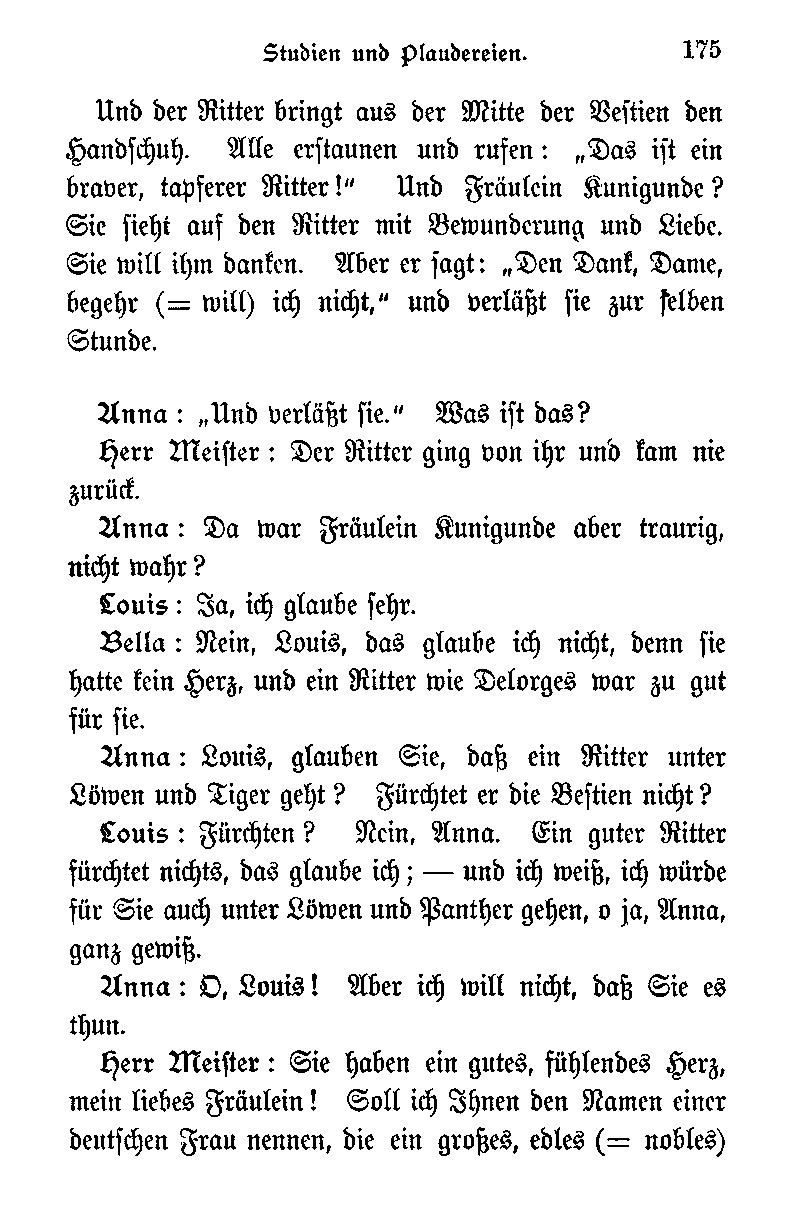 Studien und Plaudereien. 175
Und der Ritter bringt aus der Mitte der Bestien den
Handschuh. Alle erstaunen und rufen: „Das ist ein
braver, tapferer Ritter!" Und Fräulein Kunigunde?
Sie sieht auf den Ritter mit Bewunderung und Liebe.
Sie will ihm danken. Aber er sagt: „Den Dank, Dame,
begehr (= will) ich nicht," und verläßt sie zur selben
Stunde.
Anna: „Und verläßt sie." Was ist das?
Herr Meister: Der Ritter ging von ihr und kam nie
zurück.
Anna: Da war Fräulein Kunigunde aber traurig,
nicht wahr?
Louis: Ja, ich glaube sehr.
Bella: Nein, Louis, das glaube ich nicht, denn sie
hatte kein Herz, und ein Ritter wie Delorges war zu gut
für sie.
Anna: Louis, glauben Sie, daß ein Ritter unter
Löwen und Tiger geht? Fürchtet er die Bestien nicht?
Louis: Fürchten? Nein, Anna. Ein guter Ritter
fürchtet nichts, das glaube ich; — und ich weiß, ich würde
für Sie auch unter Löwen und Panther gehen, o ja, Anna,
ganz gewiß.
Anna: O, Louis! Aber ich will nicht, daß Sie es
thun.
Herr Meister: Sie haben ein gutes, fühlendes Herz,
mein liebes Fräulein! Soll ich Ihnen den Namen einer
deutschen Frau nennen, die ein großes, edles (= nobles)